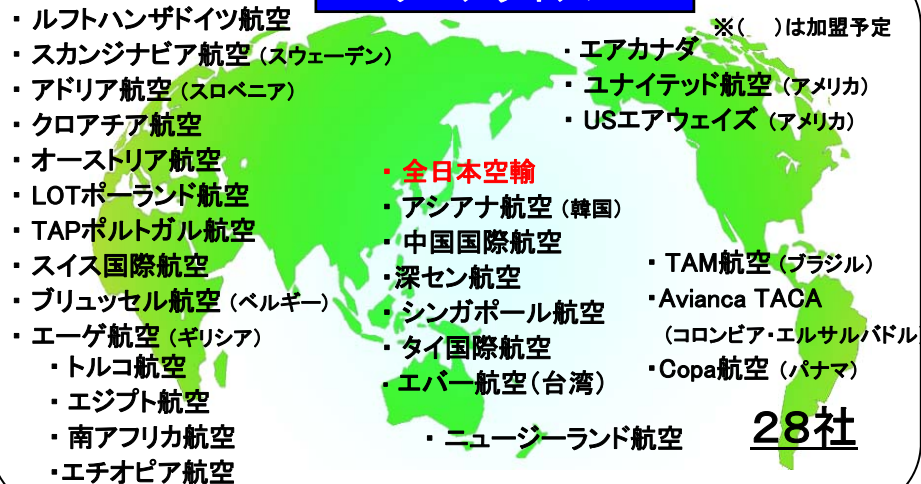 ※(　)は加盟予定
・ルフトハンザドイツ航空
・スカンジナビア航空(スウェーデン)
・アドリア航空(スロベニア)
・クロアチア航空
・オーストリア航空
・LOTポーランド航空
・TAPポルトガル航空
・スイス国際航空
・ブリュッセル航空(ベルギー)
・エーゲ航空(ギリシア)
・トルコ航空
・エジプト航空
・南アフリカ航空
・エチオピア航空
・全日本空輸
・アシアナ航空(韓国)
・中国国際航空
・深セン航空
・シンガポール航空
・タイ国際航空
・エバー航空(台湾)
・ニュージーランド航空
・エアカナダ
・ユナイテッド航空(アメリカ)
・USエアウェイズ(アメリカ)
・TAM航空(ブラジル)
・Avianca TACA
(コロンビア・エルサルバドル
・Copa航空(パナマ)
28社